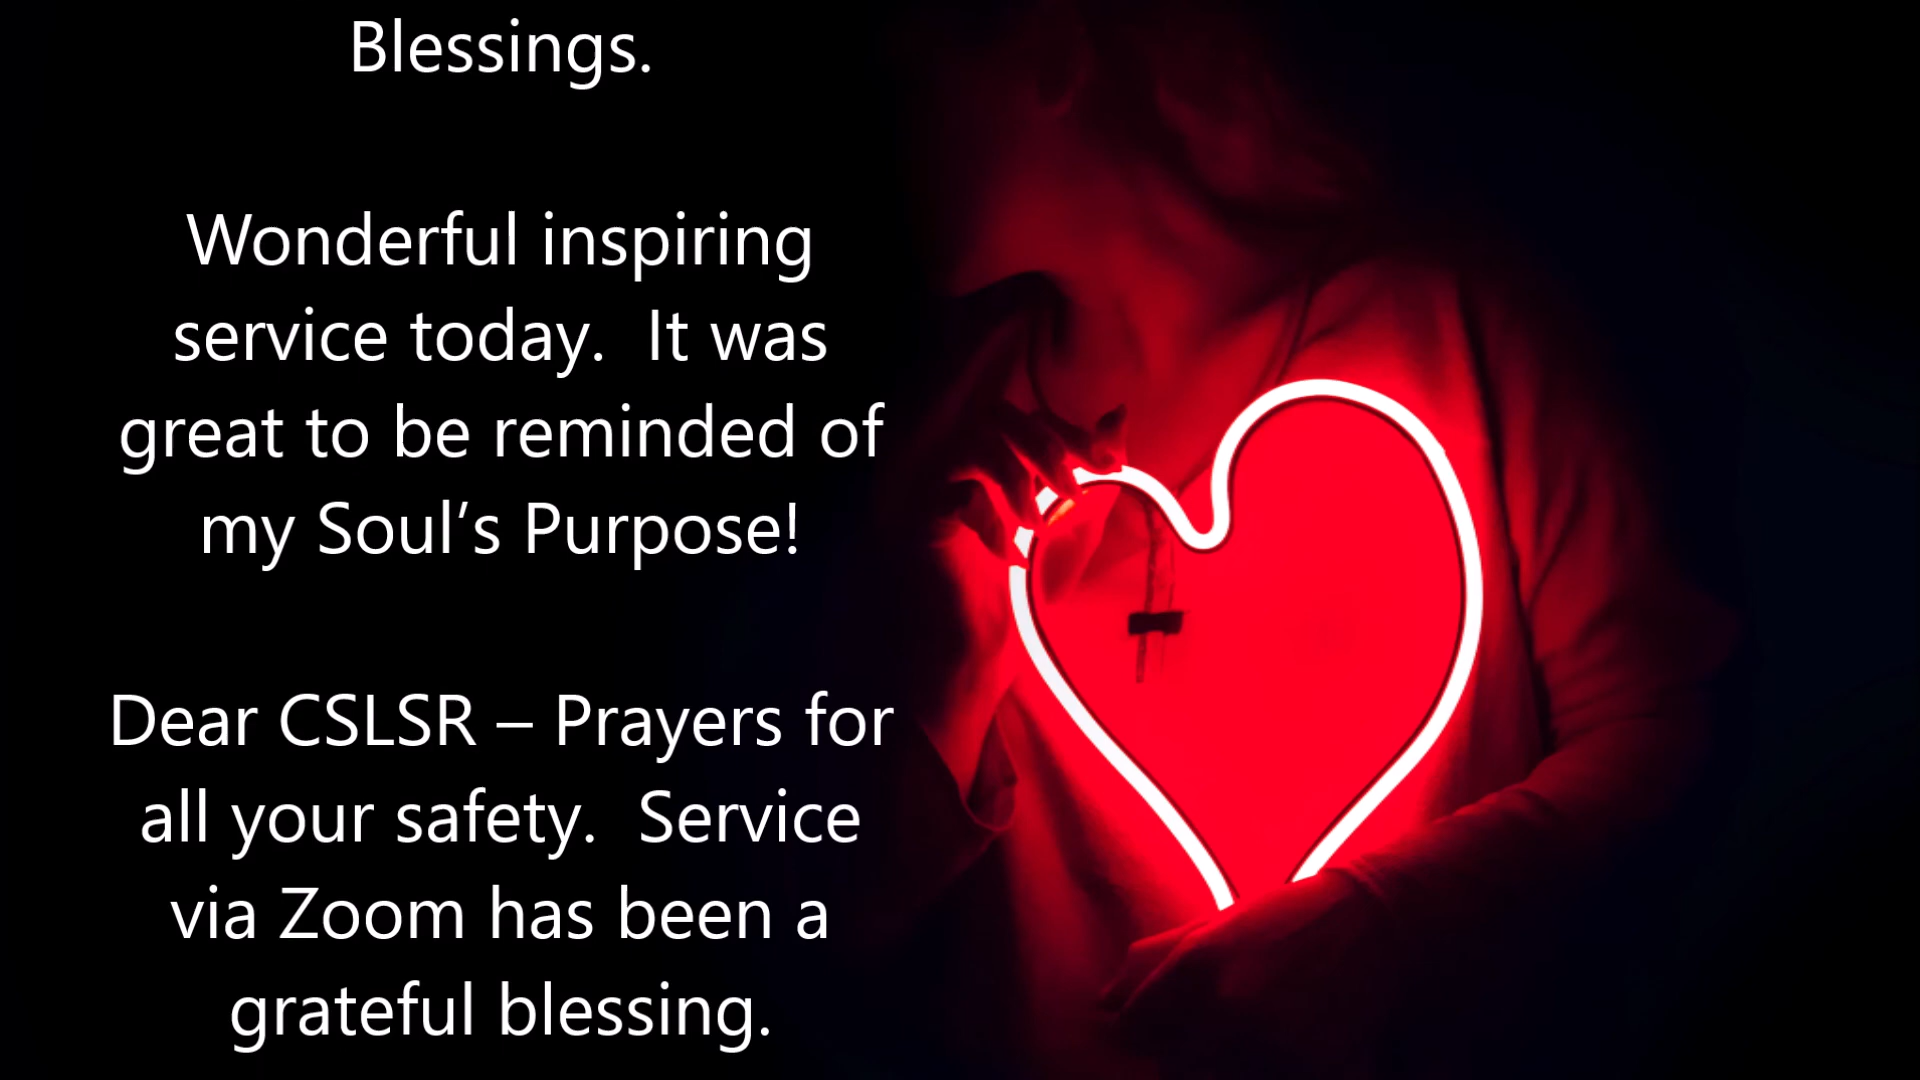 Blessings.
Wonderful inspiring
service today.  It was
great to be reminded of
my Soul’s Purpose!
Dear CSLSR – Prayers for
all your safety.  Service
via Zoom has been a
grateful blessing.